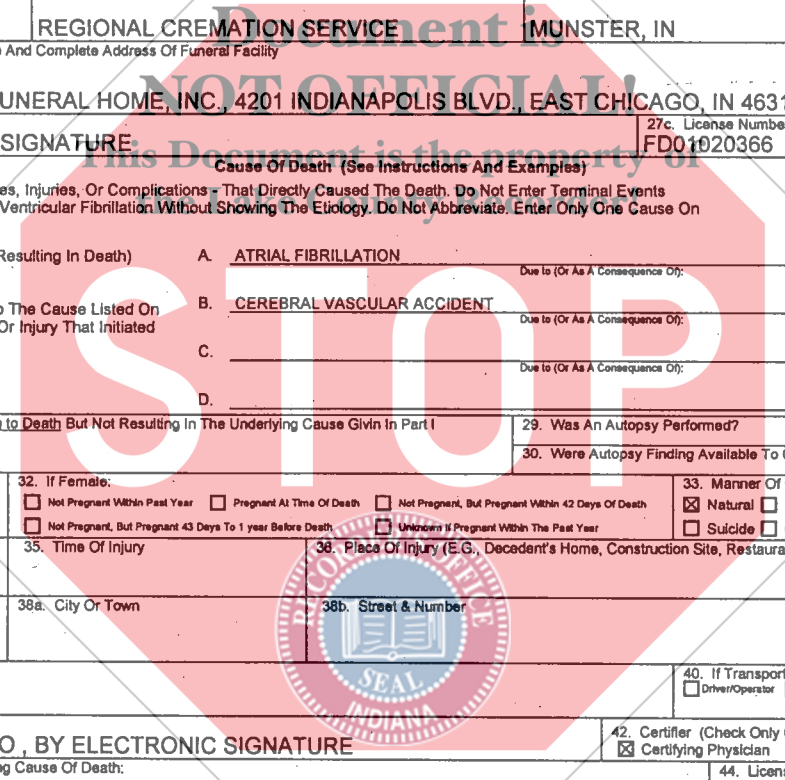 REGIONAL CREMATION SERVICE MUNSTER, IN
Document is
And Complete Address Of Funeral Facility
NOT OFFICIAL!
UNERAL HOME, INC., 4201 INDIANAPOLIS BLVD., EAST CHICAGO, IN 4631
27c. License Numbe
SIGNATURE FD01020366
This Document is the property of
Cause Of Death (See Instructions And Examples)
es, Injuries, Or Complications - That Directly Caused The Death. Do Not Enter Terminal Events
the Lake County Recorder!
Ventricular Fibrillation Without Showing The Etiology. Do Not Abbreviate. Enter Only One Cause On
Resulting In Death) A. ATRIAL FIBRILLATION
Due to (Or As A Consequence Of):
The Cause Listed On B. CEREBRAL VASCULAR ACCIDENT
Due to (Or As A Consequence Of):
Or Injury That Initiated
C.
Due to (Or As A Consequence Of):
STOP
D.
to Death But Not Resulting In The Underlying Cause Givin In Part I 29. Was An Autopsy Performed?
30. Were Autopsy Finding Available To
32. If Female: 33. Manner Of
Not Pregnant Within Past Year Pregnant At Time Of Death Not Pregnant, But Pregnant Within 42 Days Of Death Natural
Not Pregnant, But Pregnant 43 Days To 1 year Before Death Unknown If Pregnant Within The Past Year Suicide
35. Time Of Injury 36. Place Of Injury (E.G., Decedent's Home, Construction Site, Restaura
RECORDERS OFFICE
38a. City Or Town 38b. Street & Number
SEAL
INDIANA
40. If Transport
Driver/Operator
O , BY ELECTRONIC SIGNATURE 42. Certifier (Check Only
Certifying Physician
ng Cause Of Death: 44. Licens